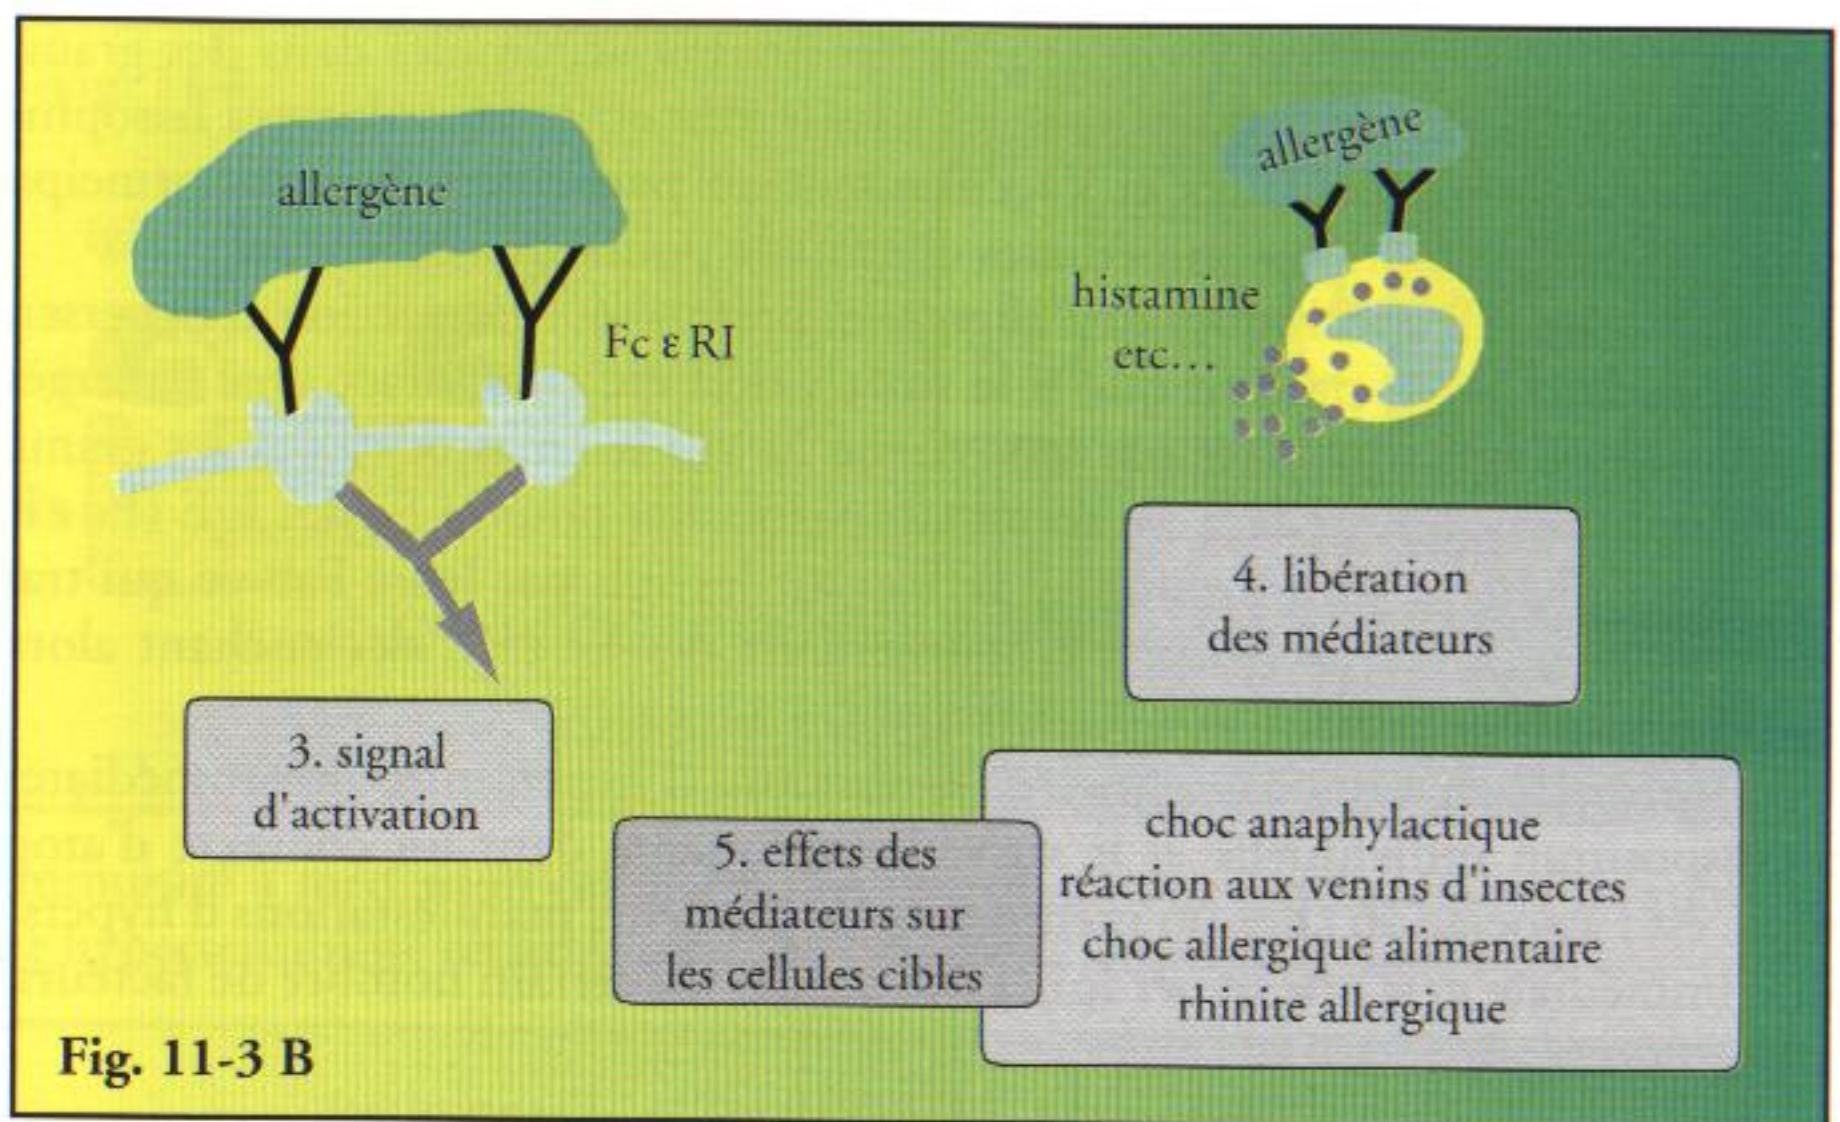 allergène
Fc ε RI
3. signal
d'activation
allergène
histamine
etc...
4. libération
des médiateurs
5. effets des
médiateurs sur
les cellules cibles
choc anaphylactique
réaction aux venins d'insectes
choc allergique alimentaire
rhinite allergique
Fig. 11-3 B